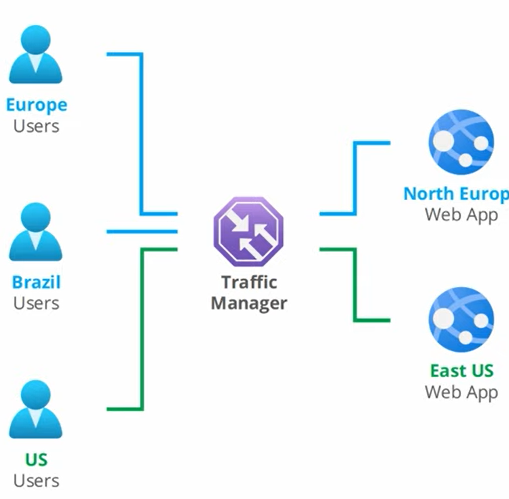 Europe
Users
North Europ
Web App
Brazil
Users
Traffic
Manager
East US
Web App
US
Users